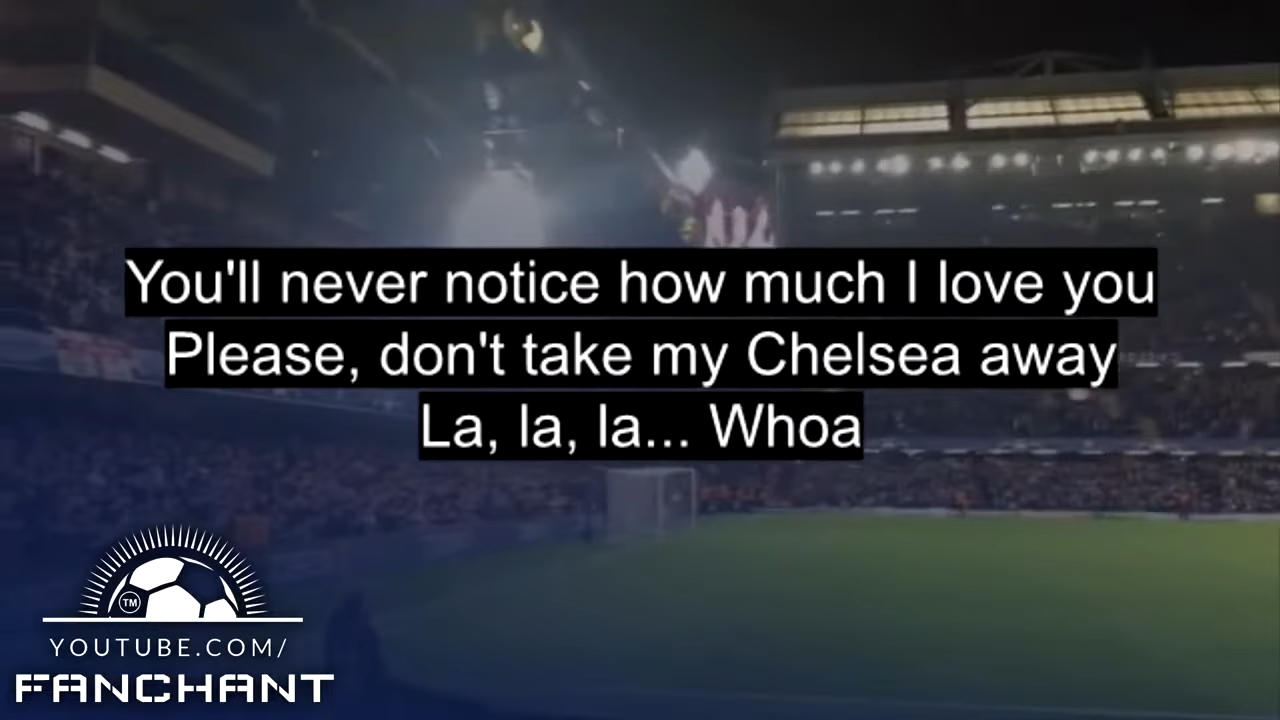 You'll never notice how much I love you
Please, don't take my Chelsea away
La, la, la... Whoa
TM
YOUTUBE.COM/
FANCHANT